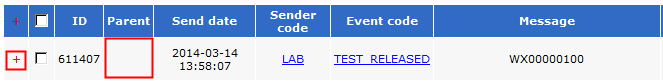 + ID Parent Send date Sender code Event code Message
+ 611407 2014-03-14 13:58:07 LAB TEST_RELEASED WX00000100